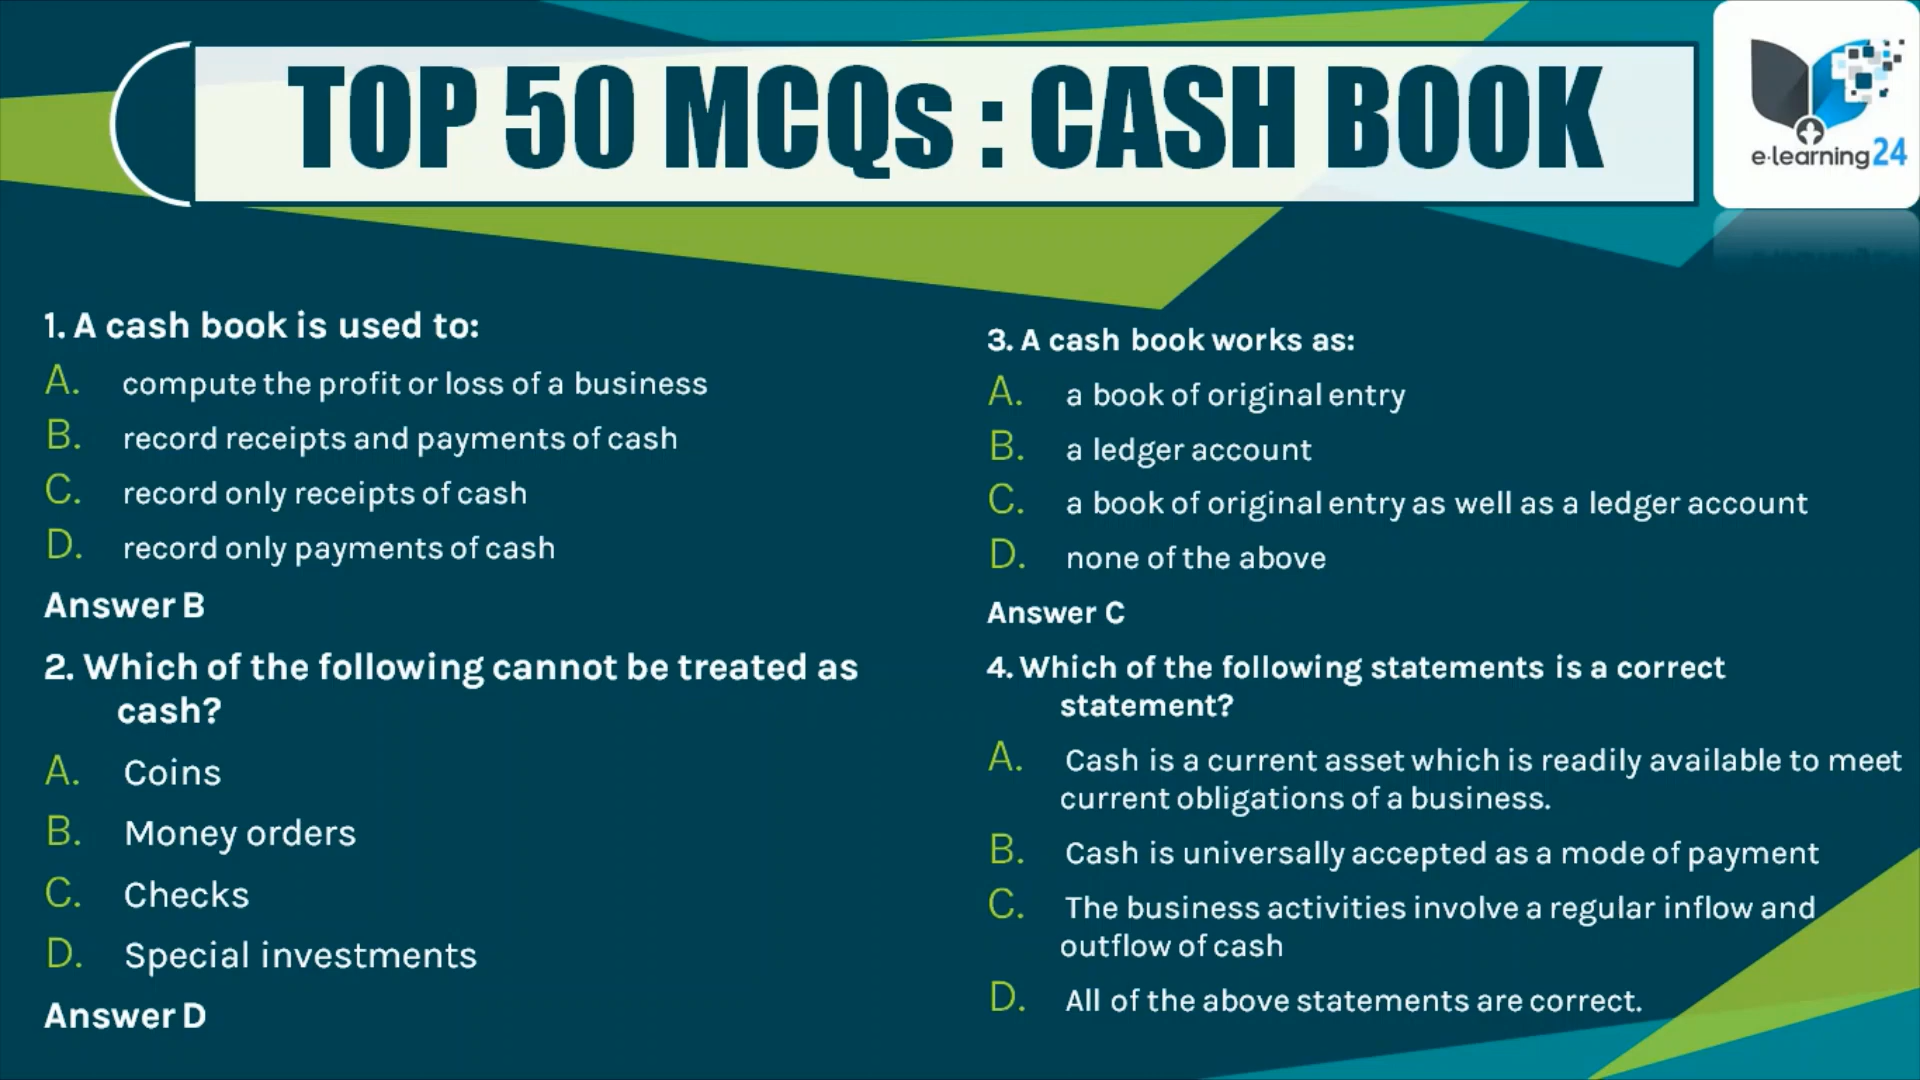 TOP 50 MCQs : CASH BOOK
e-learning24
1. A cash book is used to:
A. compute the profit or loss of a business
B. record receipts and payments of cash
C. record only receipts of cash
D. record only payments of cash
Answer B
2. Which of the following cannot be treated as
cash?
A. Coins
B. Money orders
C. Checks
D. Special investments
Answer D
3. A cash book works as:
A. a book of original entry
B. a ledger account
C. a book of original entry as well as a ledger account
D. none of the above
Answer C
4. Which of the following statements is a correct
statement?
A. Cash is a current asset which is readily available to meet
current obligations of a business.
B. Cash is universally accepted as a mode of payment
C. The business activities involve a regular inflow and
outflow of cash
D. All of the above statements are correct.